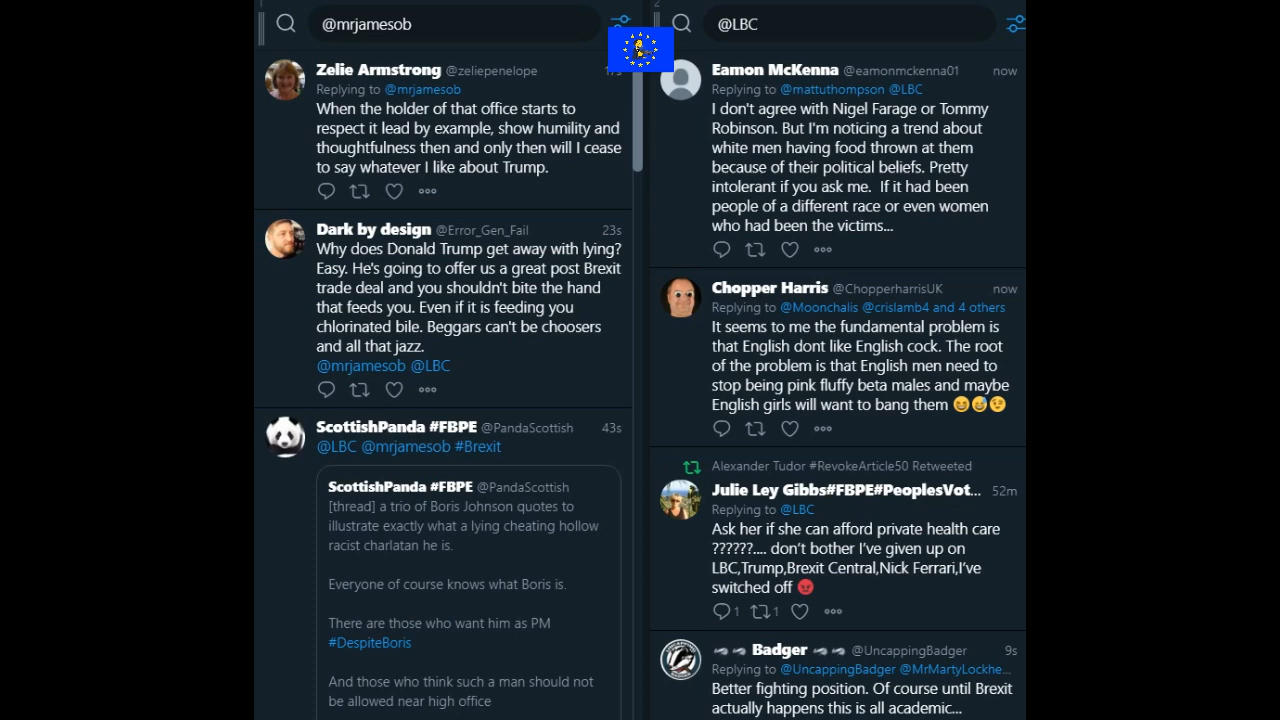 1
@mrjamesob
Zelie Armstrong @zeliepenelope 17s
Replying to @mrjamesob
When the holder of that office starts to
respect it lead by example, show humility and
thoughtfulness then and only then will I cease
to say whatever I like about Trump.
Dark by design @Error_Gen_Fail 23s
Why does Donald Trump get away with lying?
Easy. He's going to offer us a great post Brexit
trade deal and you shouldn't bite the hand
that feeds you. Even if it is feeding you
chlorinated bile. Beggars can't be choosers
and all that jazz.
@mrjamesob @LBC
ScottishPanda #FBPE @PandaScottish 43s
@LBC @mrjamesob #Brexit
ScottishPanda #FBPE @PandaScottish
[thread] a trio of Boris Johnson quotes to
illustrate exactly what a lying cheating hollow
racist charlatan he is.
Everyone of course knows what Boris is.
There are those who want him as PM
#DespiteBoris
And those who think such a man should not
be allowed near high office
2
@LBC
Eamon McKenna @eamonmckenna01 now
Replying to @mattuthompson @LBC
I don't agree with Nigel Farage or Tommy
Robinson. But I'm noticing a trend about
white men having food thrown at them
because of their political beliefs. Pretty
intolerant if you ask me. If it had been
people of a different race or even women
who had been the victims...
Chopper Harris @ChopperharrisUK now
Replying to @Moonchalis @crislamb4 and 4 others
It seems to me the fundamental problem is
that English dont like English cock. The root
of the problem is that English men need to
stop being pink fluffy beta males and maybe
English girls will want to bang them 😆😅😉
Alexander Tudor #RevokeArticle50 Retweeted
Julie Ley Gibbs#FBPE#PeoplesVot... 52m
Replying to @LBC
Ask her if she can afford private health care
??????.... don't bother I've given up on
LBC,Trump,Brexit Central,Nick Ferrari,I've
switched off 😡
1 1
Badger @UncappingBadger 9s
Replying to @UncappingBadger @MrMartyLockhe...
Better fighting position. Of course until Brexit
actually happens this is all academic...